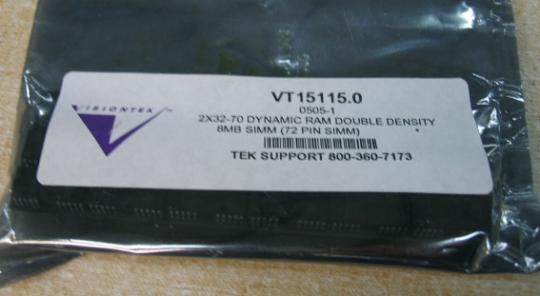 VISIONTEK
VT15115.0
0505-1
2X32-70 DYNAMIC RAM DOUBLE DENSITY
8MB SIMM (72 PIN SIMM)
TEK SUPPORT 800-360-7173